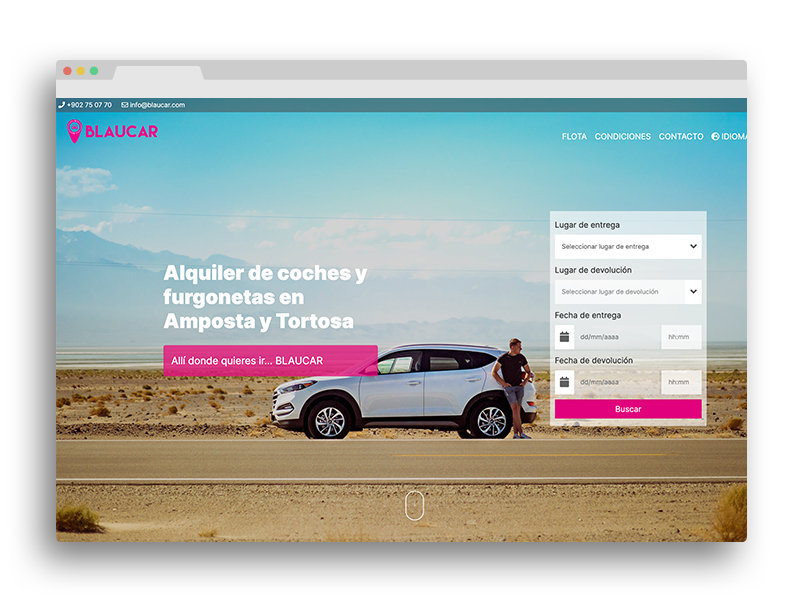 +902 75 07 70 info@blaucar.com
BLAUCAR
FLOTA CONDICIONES CONTACTO IDIOMA
Alquiler de coches y
furgonetas en
Amposta y Tortosa
Allí donde quieres ir... BLAUCAR
Lugar de entrega
Seleccionar lugar de entrega
Lugar de devolución
Seleccionar lugar de devolución
Fecha de entrega
dd/mm/aaaa hh:mm
Fecha de devolución
dd/mm/aaaa hh:mm
Buscar